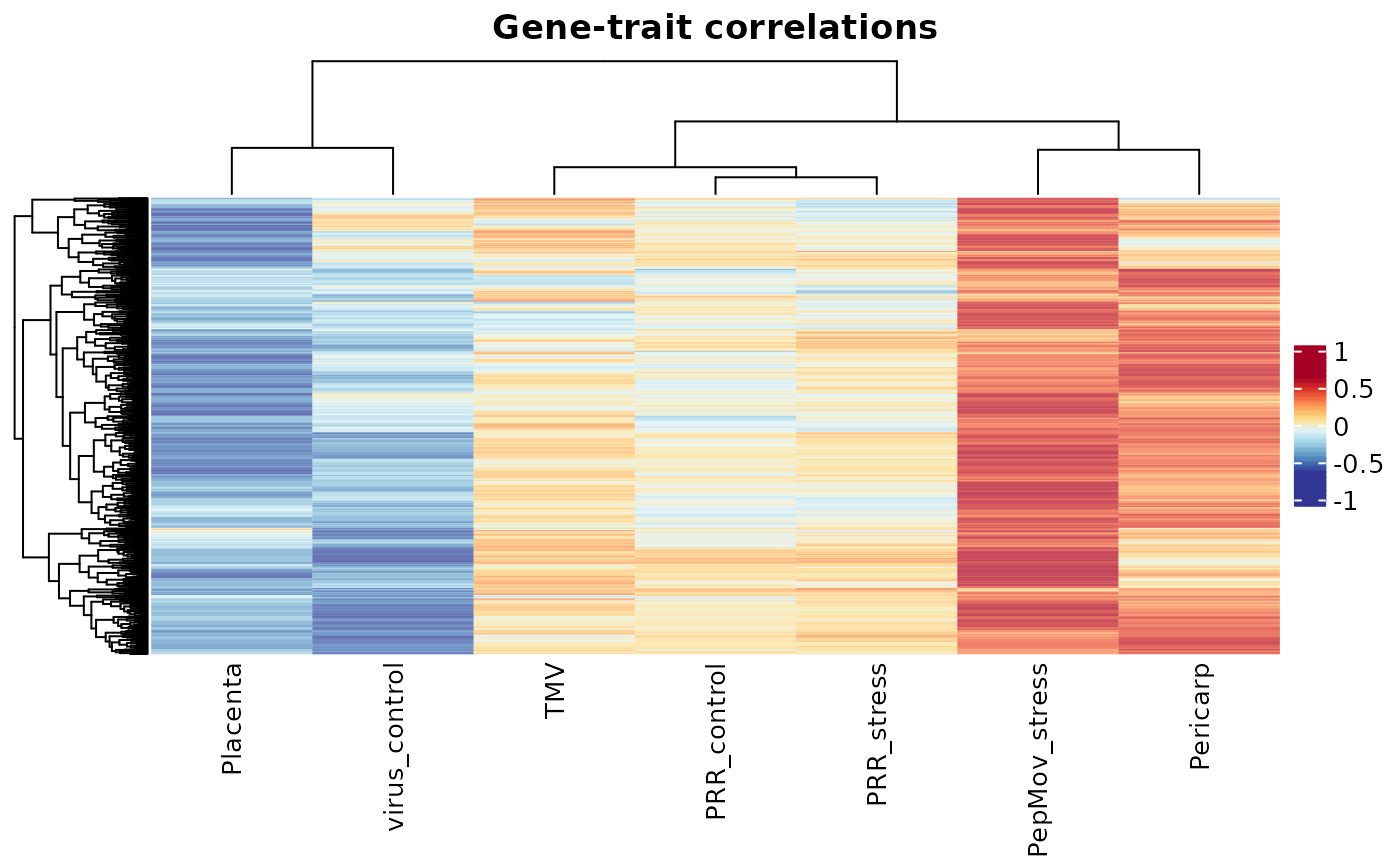 Gene-trait correlations
1
0.5
0
-0.5
-1
Placenta
virus_control
TMV
PRR_control
PRR_stress
PepMov_stress
Pericarp